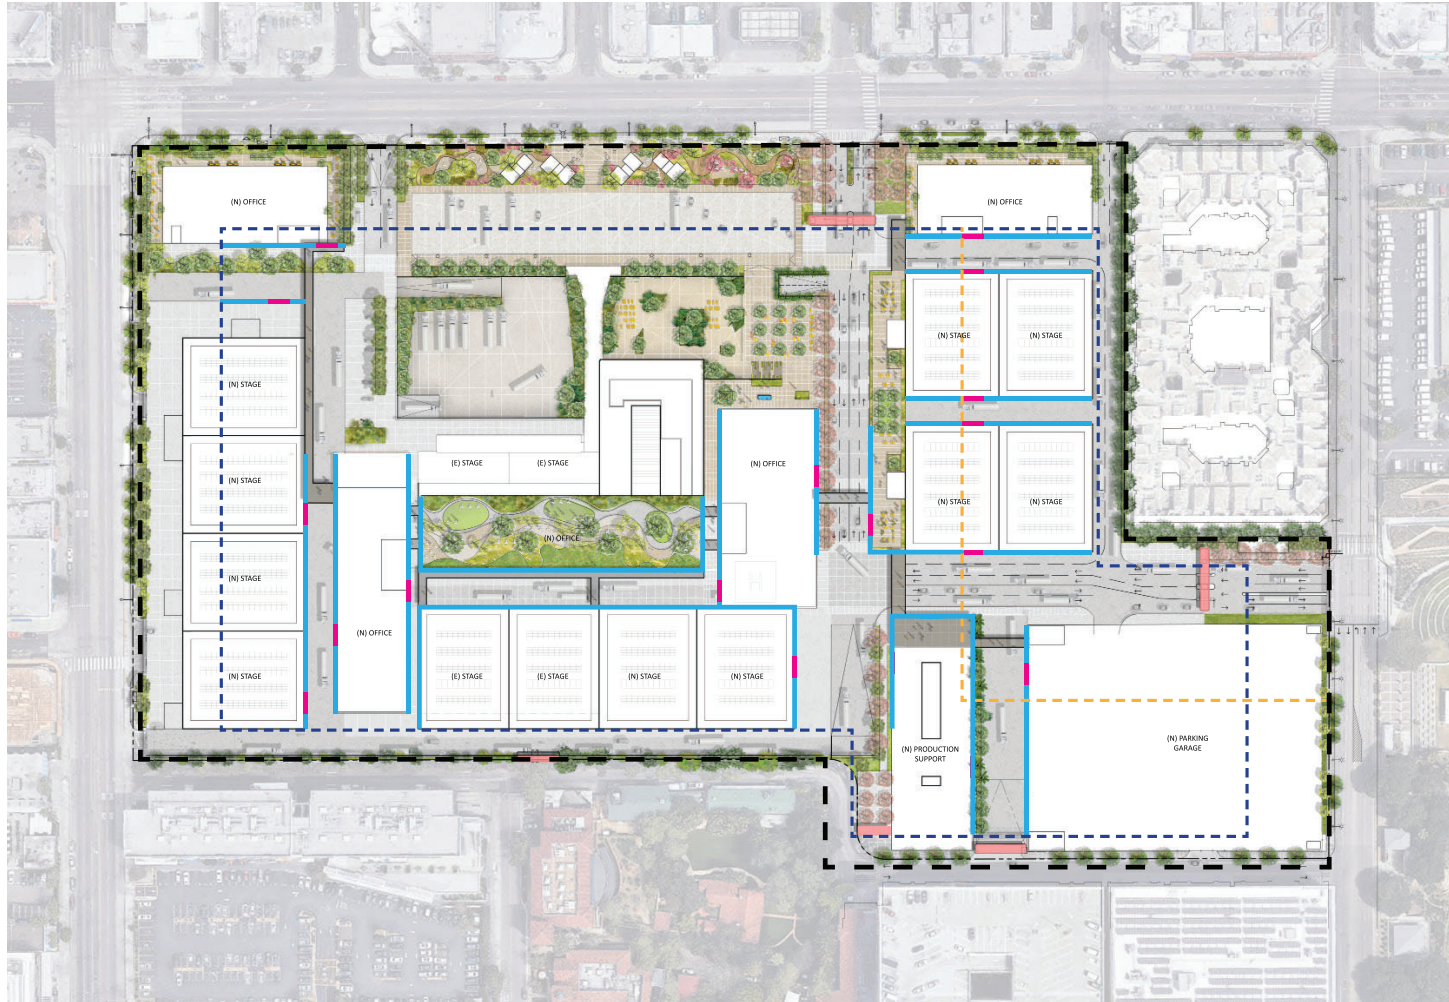 (N) OFFICE
(N) OFFICE
(N) STAGE
(N) STAGE
(N) STAGE
(N) STAGE
(E) STAGE
(E) STAGE
(N) OFFICE
(N) STAGE
(N) STAGE
(N) STAGE
(N) OFFICE
H
(N) STAGE
(N) OFFICE
(N) STAGE
(E) STAGE
(E) STAGE
(N) STAGE
(N) STAGE
(N) PRODUCTION
SUPPORT
(N) PARKING
GARAGE